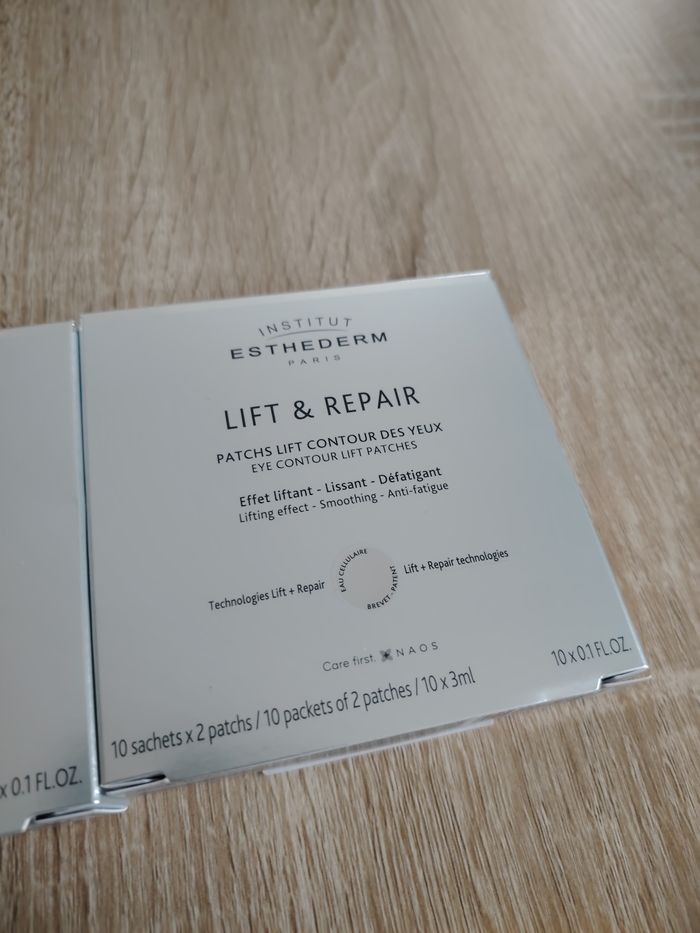 INSTITUT
ESTHEDERM
PARIS
LIFT & REPAIR
PATCHS LIFT CONTOUR DES YEUX
EYE CONTOUR LIFT PATCHES
Effet liftant - Lissant - Défatigant
Lifting effect - Smoothing - Anti-fatigue
Technologies Lift + Repair
EAU CELLULAIRE
BREVET - PATENT
Lift + Repair technologies
Care first. NAOS
10 sachets x 2 patchs / 10 packets of 2 patches / 10 x 3ml
10 x 0.1 FL.OZ.
x 0.1 FL.OZ.